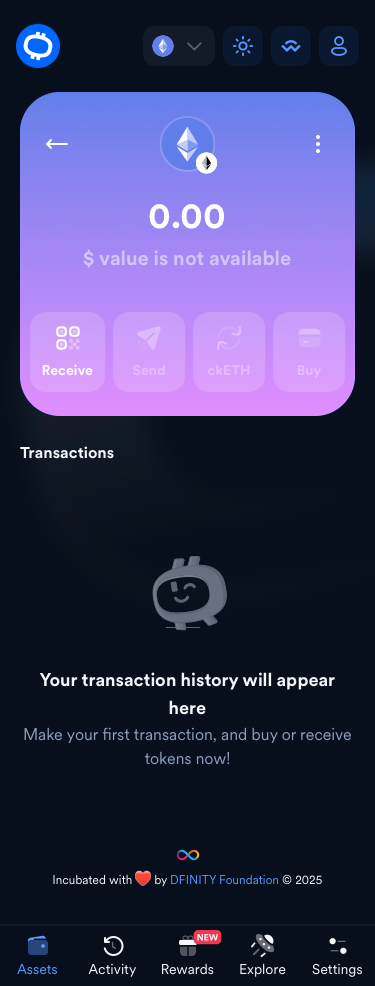 0.00
$ value is not available
Receive
Send
ckETH
Buy
Transactions
Your transaction history will appear
here
Make your first transaction, and buy or receive
tokens now!
Incubated with ❤️ by DFINITY Foundation © 2025
NEW
Assets
Activity
Rewards
Explore
Settings